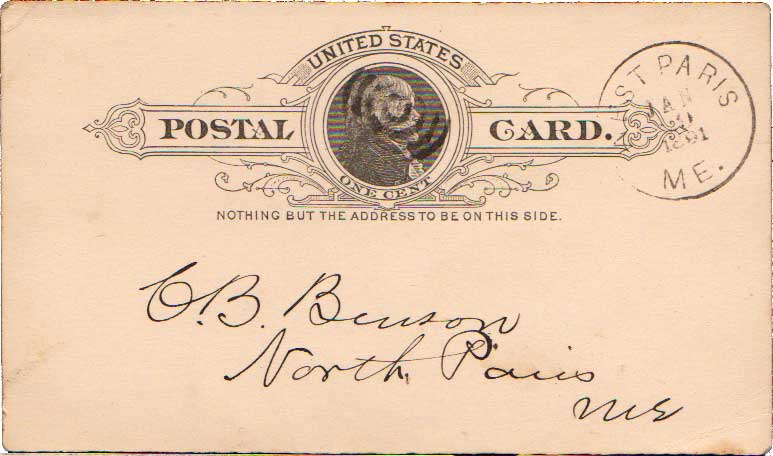 UNITED STATES
POSTAL CARD.
ONE CENT
NOTHING BUT THE ADDRESS TO BE ON THIS SIDE.
PARIS
JAN
1891
ME.
C.B. Benson
North Paris
Me